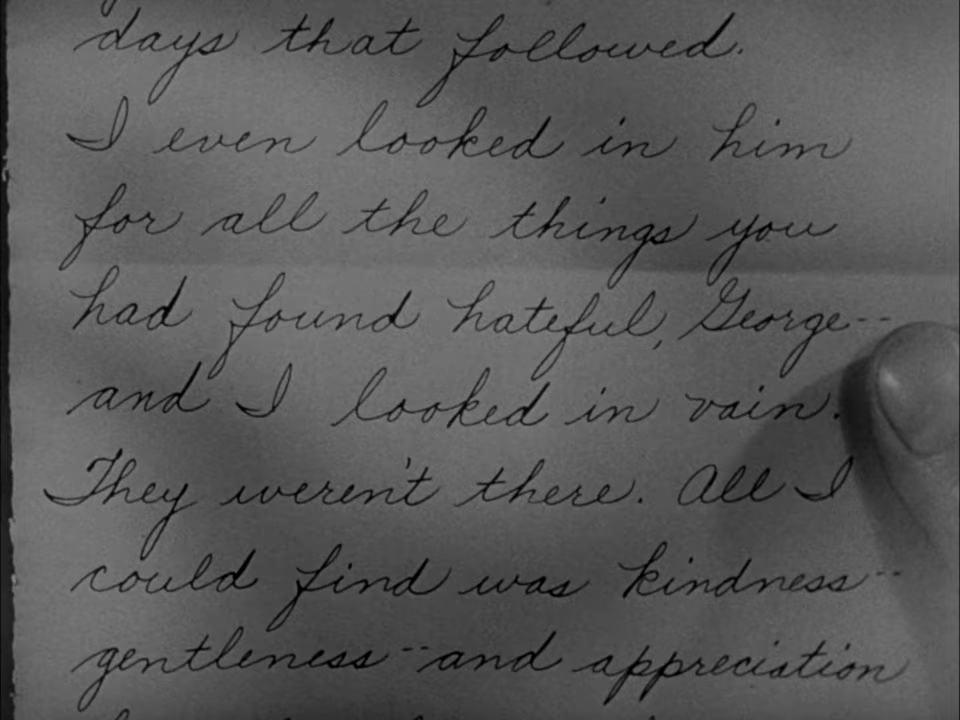 days that followed.
I even looked in him
for all the things you
had found hateful, George--
and I looked in vain.
They weren't there. All I
could find was kindness--
gentleness--and appreciation